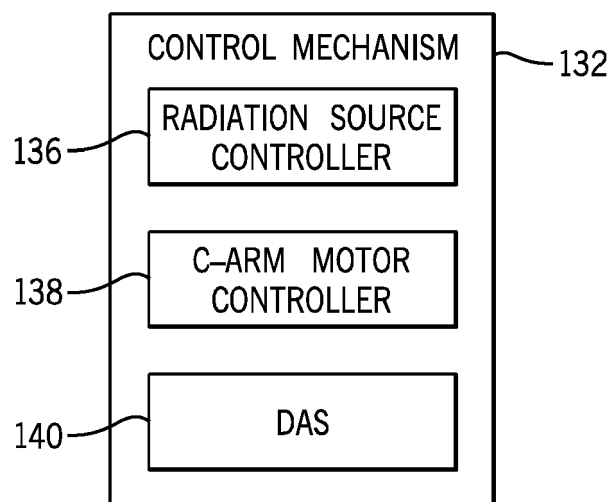 CONTROL MECHANISM
132
RADIATION SOURCE
CONTROLLER
136
C–ARM MOTOR
CONTROLLER
138
DAS
140